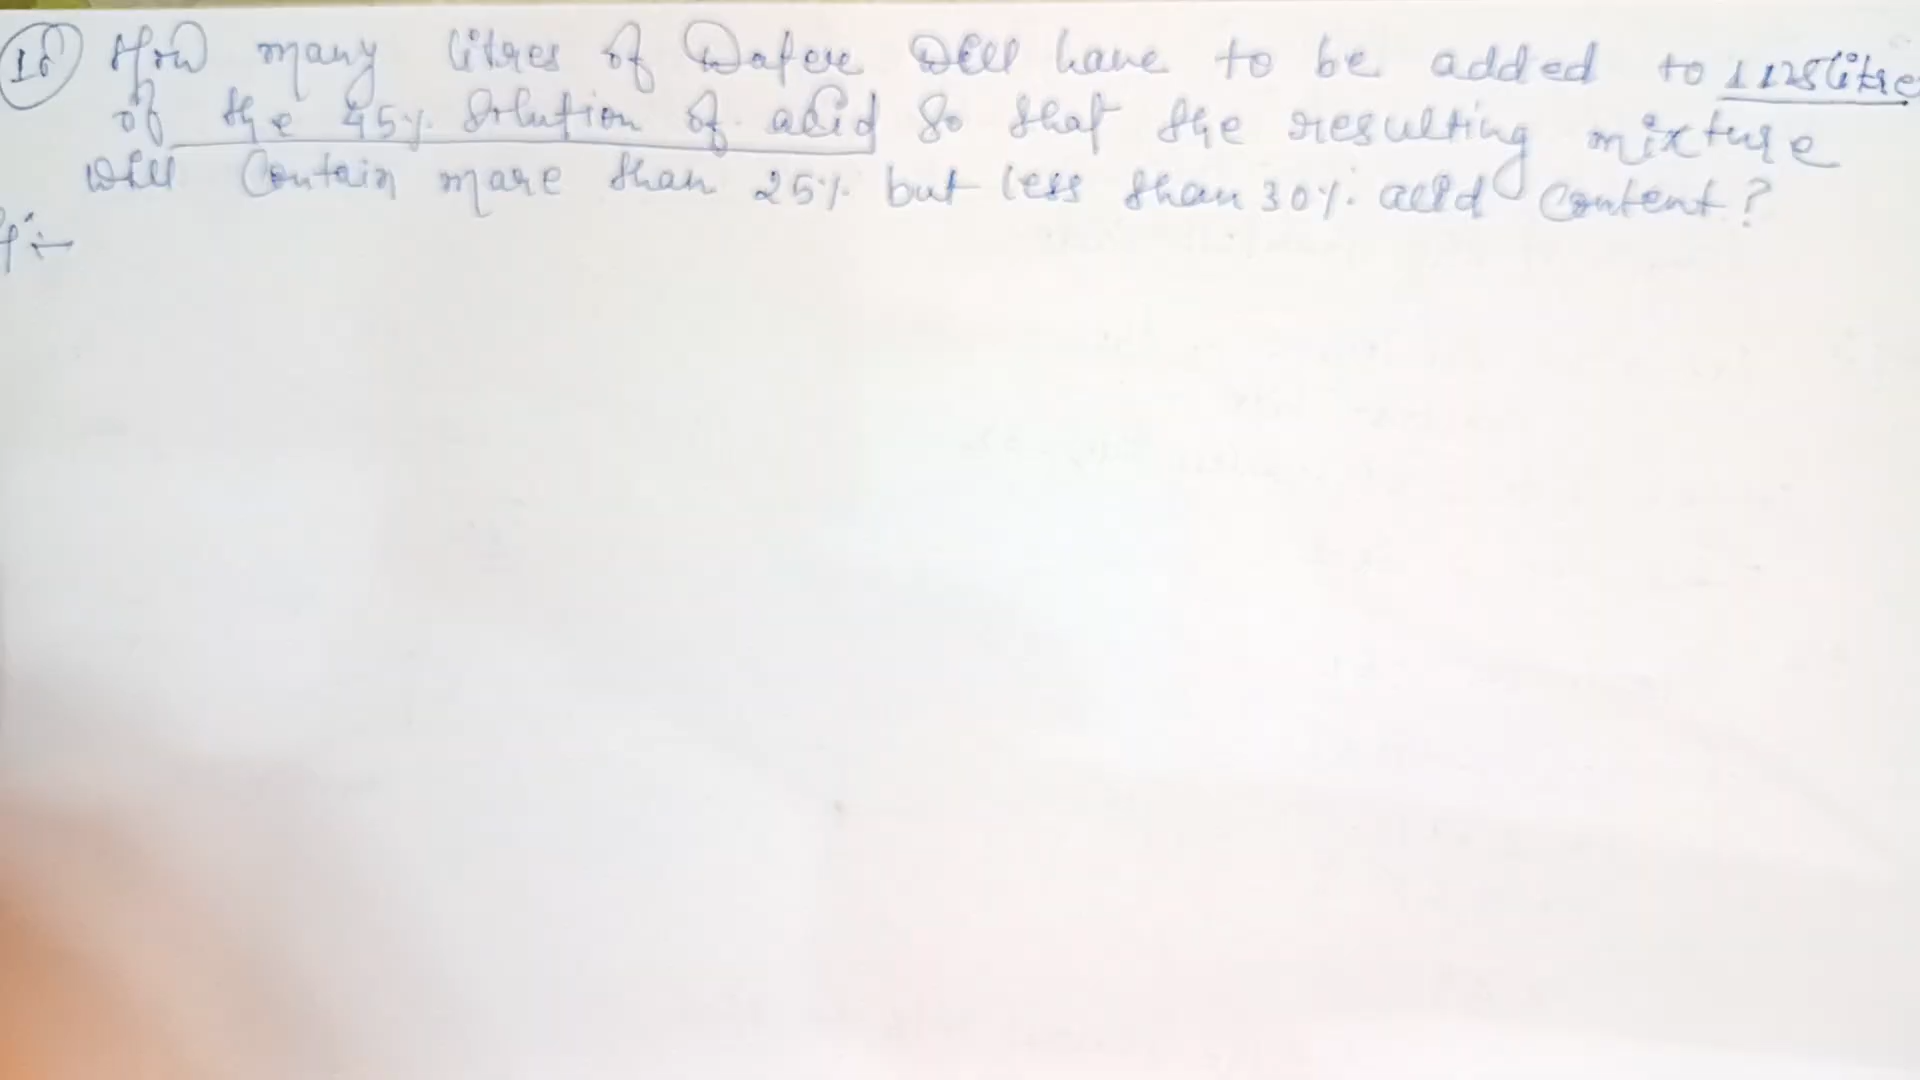 16 How many litres of Water will have to be added to 1125 litre
of the 45% Solution of acid So that the resulting mixture
will Contain more than 25% but less than 30% acid Content?